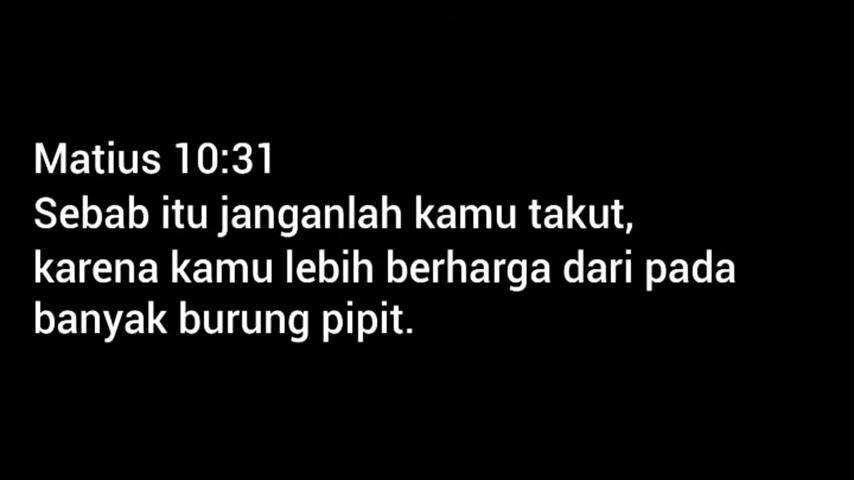 Matius 10:31
Sebab itu janganlah kamu takut,
karena kamu lebih berharga dari pada
banyak burung pipit.